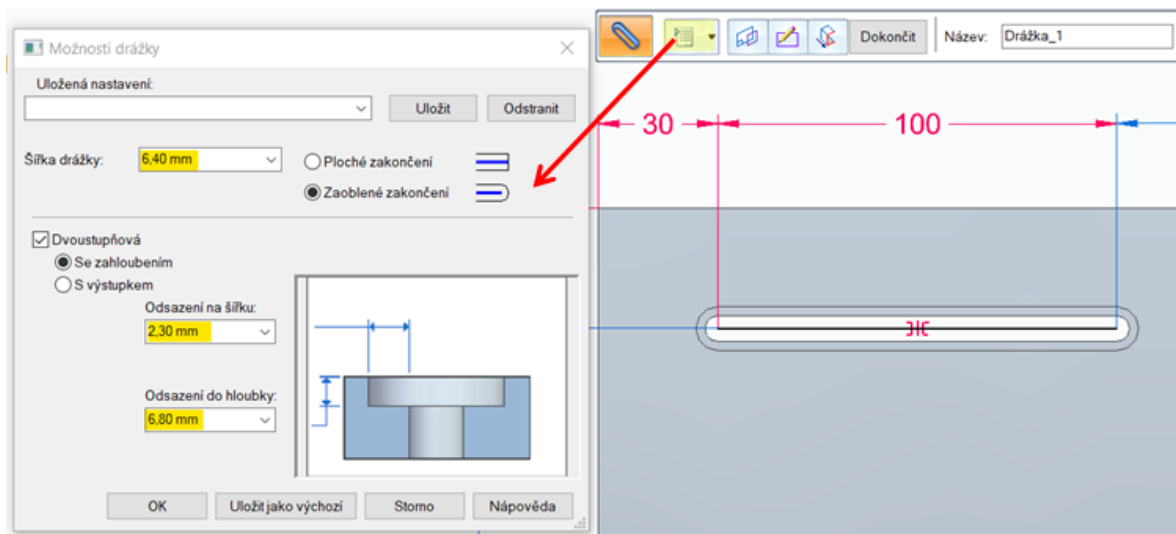 Možnosti drážky
Uložená nastavení:
Uložit
Odstranit
Šířka drážky:
6,40 mm
Ploché zakončení
Zaoblené zakončení
Dvoustupňová
Se zahloubením
S výstupkem
Odsazení na šířku:
2,30 mm
Odsazení do hloubky:
6,80 mm
OK
Uložit jako výchozí
Storno
Nápověda
Dokončit
Název:
Drážka_1
30
100